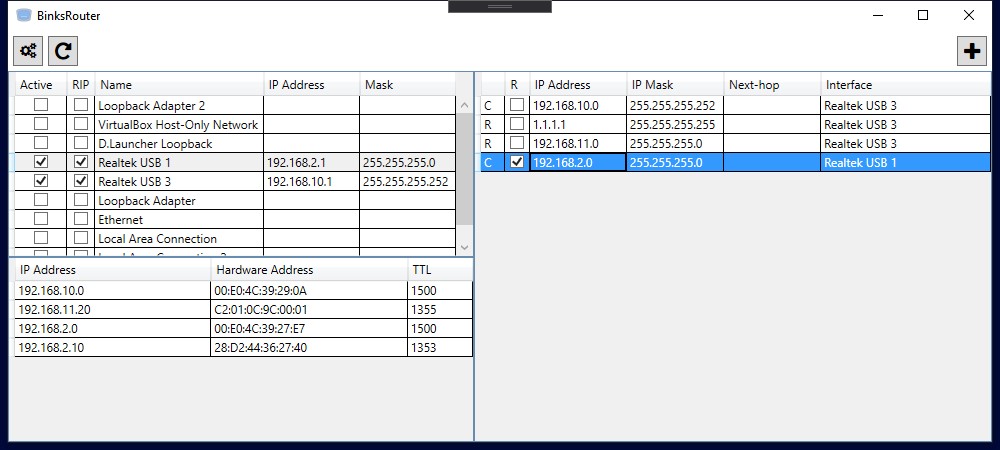 BinksRouter
Active RIP Name IP Address Mask
Loopback Adapter 2
VirtualBox Host-Only Network
D.Launcher Loopback
Realtek USB 1 192.168.2.1 255.255.255.0
Realtek USB 3 192.168.10.1 255.255.255.252
Loopback Adapter
Ethernet
Local Area Connection
IP Address Hardware Address TTL
192.168.10.0 00:E0:4C:39:29:0A 1500
192.168.11.20 C2:01:0C:9C:00:01 1355
192.168.2.0 00:E0:4C:39:27:E7 1500
192.168.2.10 28:D2:44:36:27:40 1353
R IP Address IP Mask Next-hop Interface
C 192.168.10.0 255.255.255.252 Realtek USB 3
R 1.1.1.1 255.255.255.255 Realtek USB 3
R 192.168.11.0 255.255.255.0 Realtek USB 3
C 192.168.2.0 255.255.255.0 Realtek USB 1